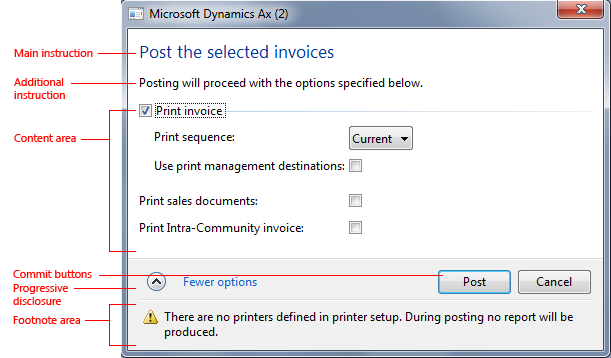 Microsoft Dynamics Ax (2)
Main instruction
Post the selected invoices
Additional
instruction
Posting will proceed with the options specified below.
Content area
Print invoice
Print sequence:
Current
Use print management destinations:
Print sales documents:
Print Intra-Community invoice:
Commit buttons
Progressive
disclosure
Fewer options
Post
Cancel
Footnote area
There are no printers defined in printer setup. During posting no report will be
produced.